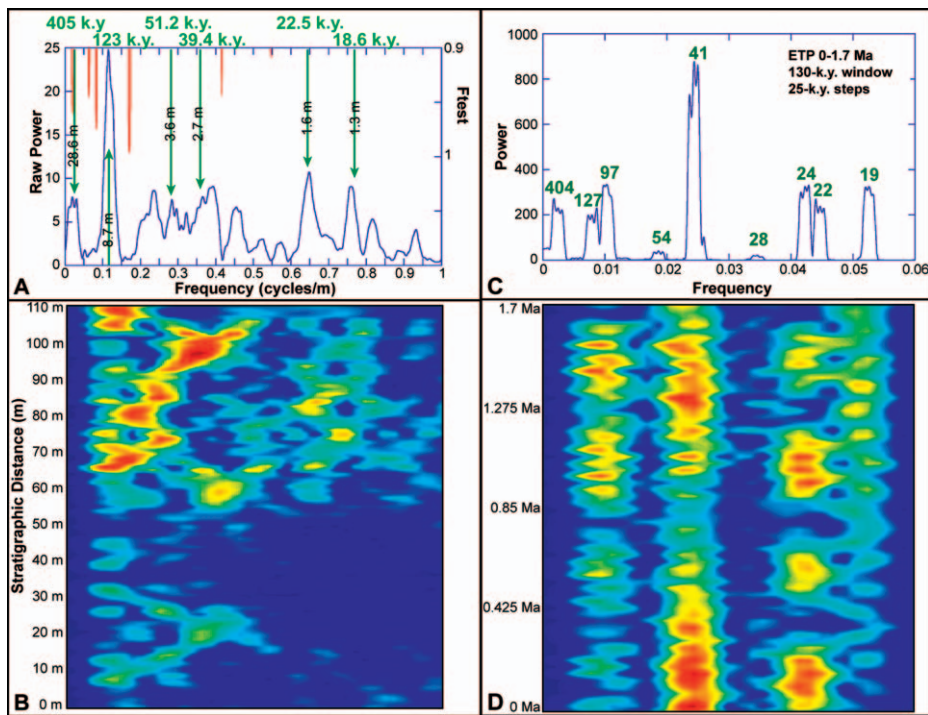 405 k.y. 51.2 k.y. 22.5 k.y.
123 k.y. 39.4 k.y. 18.6 k.y.
25
20
15
10
5
0
Raw Power
0.9
1
Ftest
28.6 m
8.7 m
3.6 m
2.7 m
1.6 m
1.3 m
0 0.1 0.2 0.3 0.4 0.5 0.6 0.7 0.8 0.9 1
Frequency (cycles/m)
A
C
1000
800
600
400
200
0
Power
ETP 0-1.7 Ma
130-k.y. window
25-k.y. steps
404
127
97
54
41
28
24
22
19
0 0.01 0.02 0.03 0.04 0.05 0.06
Frequency
110 m
100 m
90 m
80 m
70 m
60 m
50 m
40 m
30 m
20 m
10 m
0 m
Stratigraphic Distance (m)
B
1.7 Ma
1.275 Ma
0.85 Ma
0.425 Ma
0 Ma
D